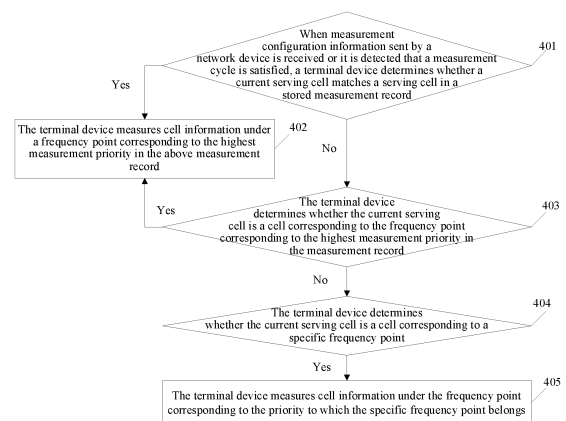 When measurement
configuration information sent by a
network device is received or it is detected that a measurement
cycle is satisfied, a terminal device determines whether a
current serving cell matches a serving cell in a
stored measurement record
401
Yes
The terminal device measures cell information under
a frequency point corresponding to the highest
measurement priority in the above measurement
record
402
No
The terminal device
determines whether the current serving
cell is a cell corresponding to the frequency point
corresponding to the highest measurement priority in
the measurement record
403
Yes
No
The terminal device determines
whether the current serving cell is a cell corresponding to a
specific frequency point
404
Yes
The terminal device measures cell information under the frequency point
corresponding to the priority to which the specific frequency point belongs
405